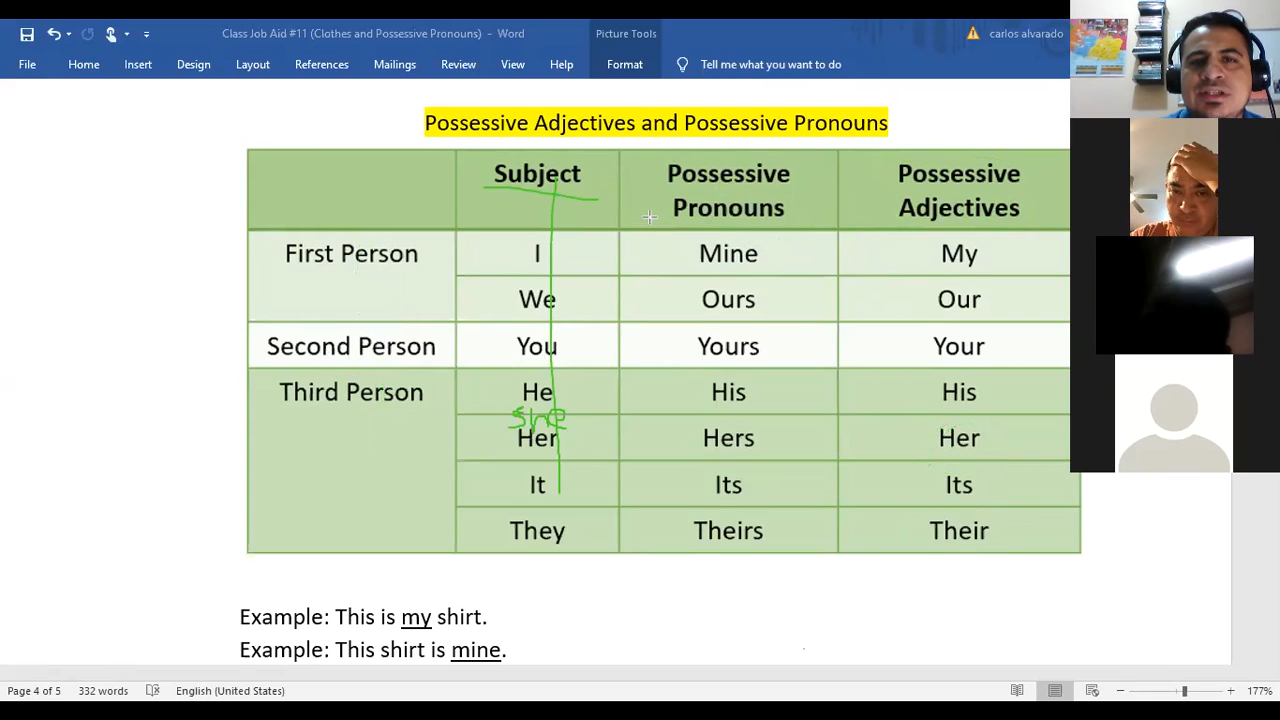 Class Job Aid #11 (Clothes and Possessive Pronouns) - Word
Picture Tools
carlos alvarado
File Home Insert Design Layout References Mailings Review View Help Format Tell me what you want to do
Possessive Adjectives and Possessive Pronouns
Subject Possessive Pronouns Possessive Adjectives
First Person I Mine My
We Ours Our
Second Person You Yours Your
Third Person He His His
she
Her Hers Her
It Its Its
They Theirs Their
Example: This is my shirt.
Example: This shirt is mine.
Page 4 of 5 332 words English (United States) 177%